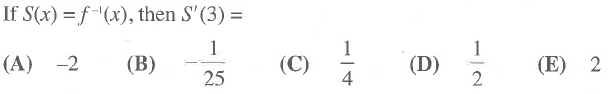 If S(x) = f⁻¹(x), then S'(3) =
(A) −2 (B) −1/25 (C) 1/4 (D) 1/2 (E) 2